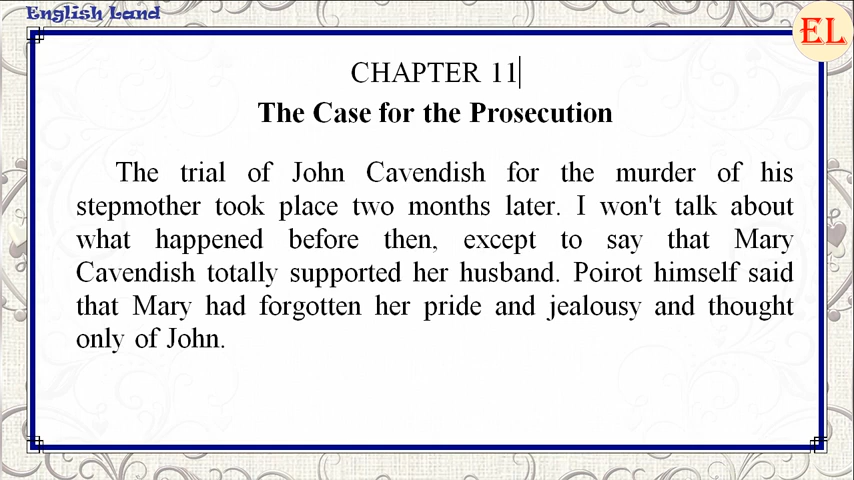 English Land
EL
CHAPTER 11
The Case for the Prosecution
The trial of John Cavendish for the murder of his
stepmother took place two months later. I won't talk about
what happened before then, except to say that Mary
Cavendish totally supported her husband. Poirot himself said
that Mary had forgotten her pride and jealousy and thought
only of John.